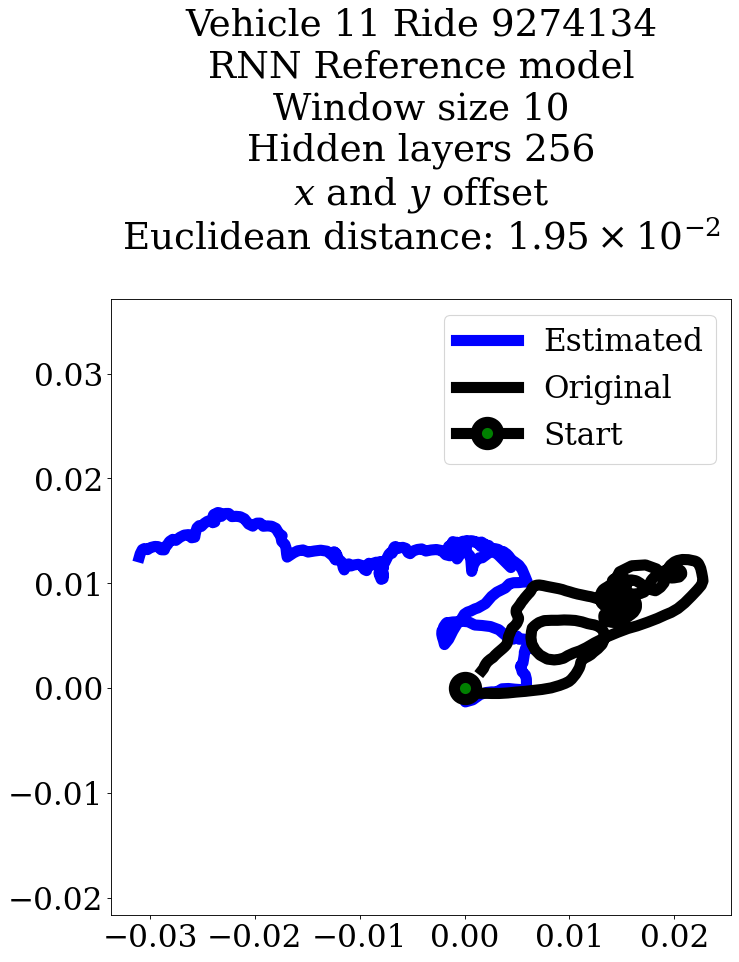 Vehicle 11 Ride 9274134
RNN Reference model
Window size 10
Hidden layers 256
x and y offset
Euclidean distance: 1.95 × 10⁻²
Estimated
Original
Start
0.03
0.02
0.01
0.00
−0.01
−0.02
−0.03 −0.02 −0.01 0.00 0.01 0.02